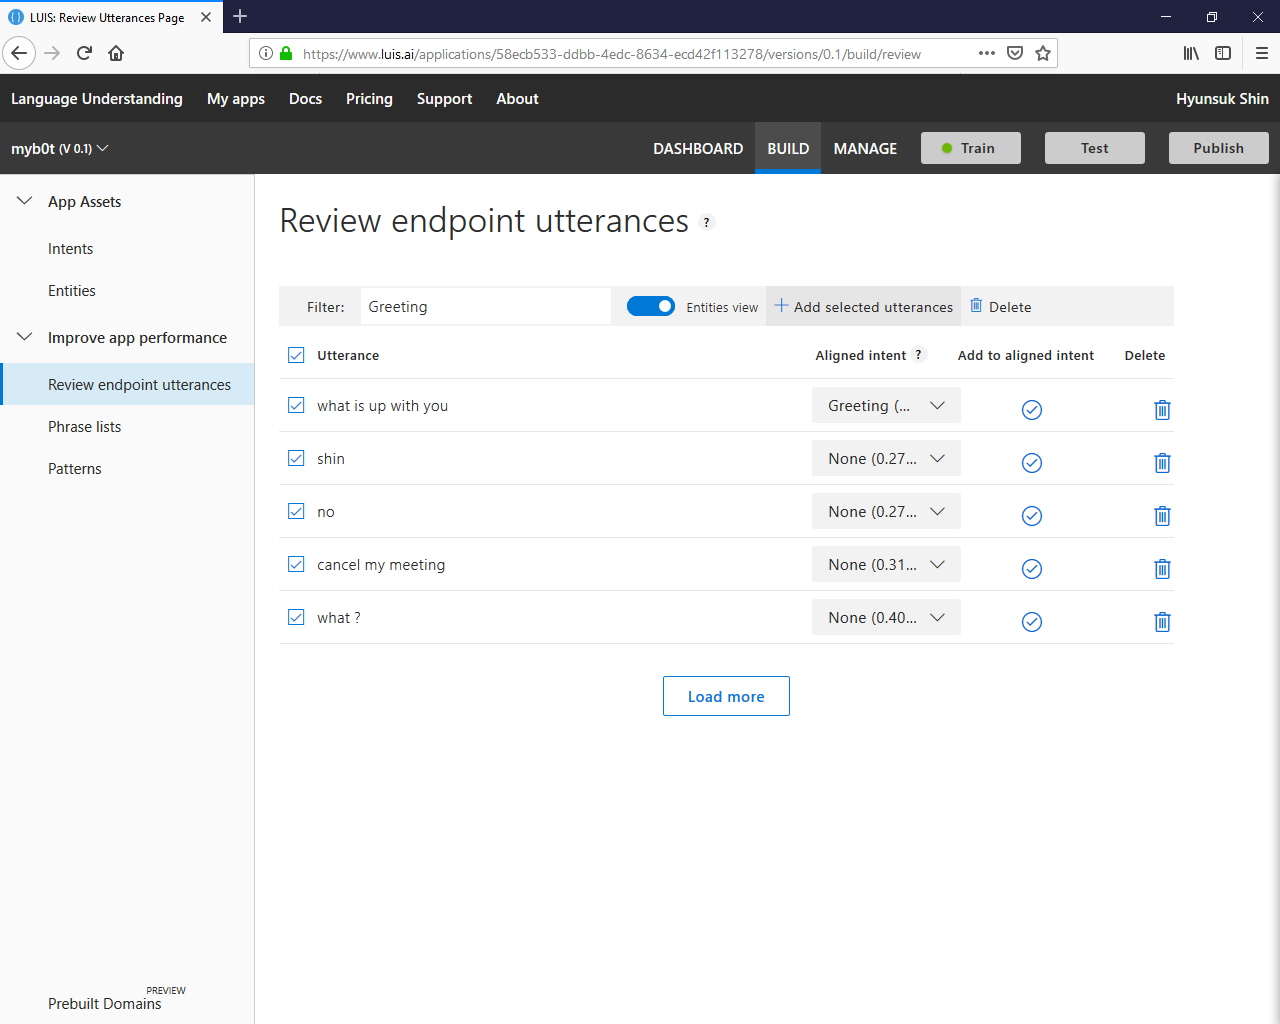 LUIS: Review Utterances Page
https://www.luis.ai/applications/58ecb533-ddbb-4edc-8634-ecd42f113278/versions/0.1/build/review
Language Understanding My apps Docs Pricing Support About Hyunsuk Shin
myb0t (V 0.1) DASHBOARD BUILD MANAGE Train Test Publish
App Assets
Intents
Entities
Improve app performance
Review endpoint utterances
Phrase lists
Patterns
PREVIEW
Prebuilt Domains
Review endpoint utterances ?
Filter: Greeting Entities view Add selected utterances Delete
Utterance Aligned intent ? Add to aligned intent Delete
what is up with you Greeting (...
shin None (0.27...
no None (0.27...
cancel my meeting None (0.31...
what ? None (0.40...
Load more